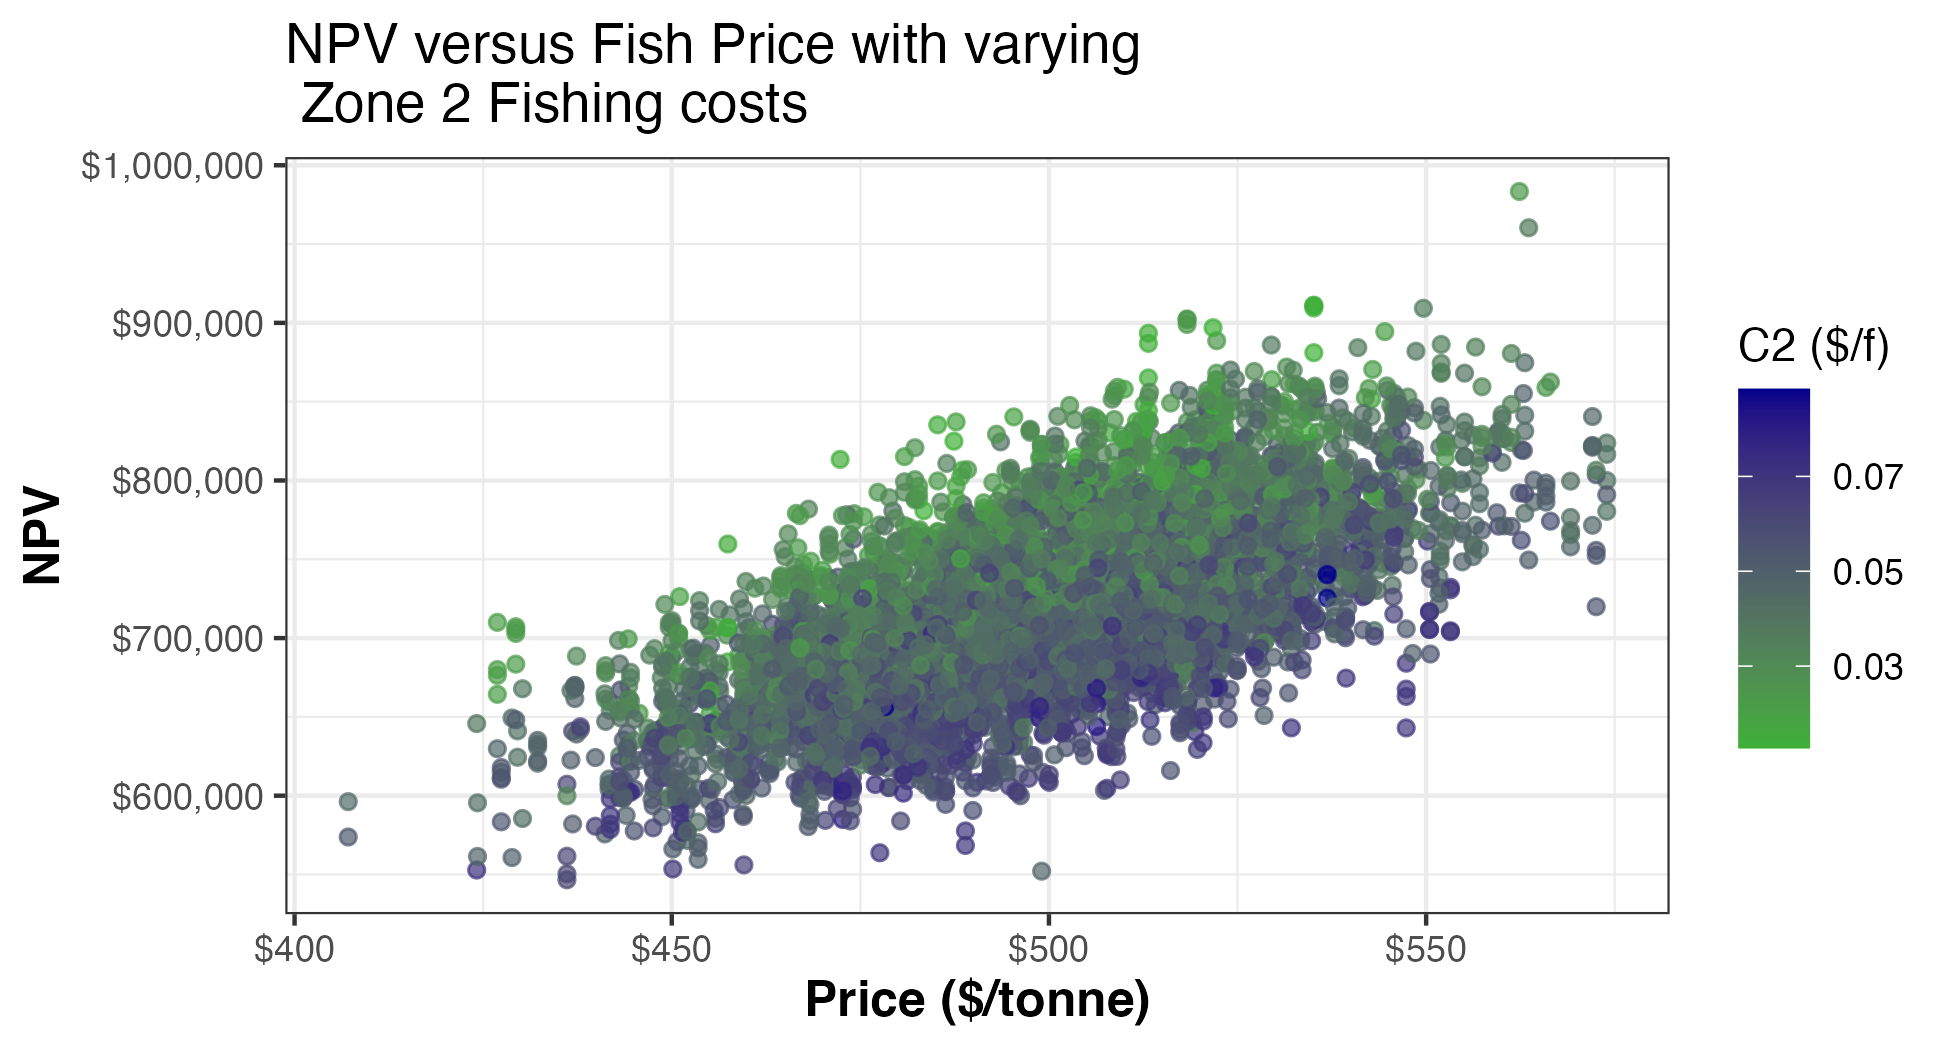 NPV versus Fish Price with varying
Zone 2 Fishing costs
$1,000,000
$900,000
$800,000
$700,000
$600,000
NPV
$400
$450
$500
$550
Price ($/tonne)
C2 ($/f)
0.07
0.05
0.03